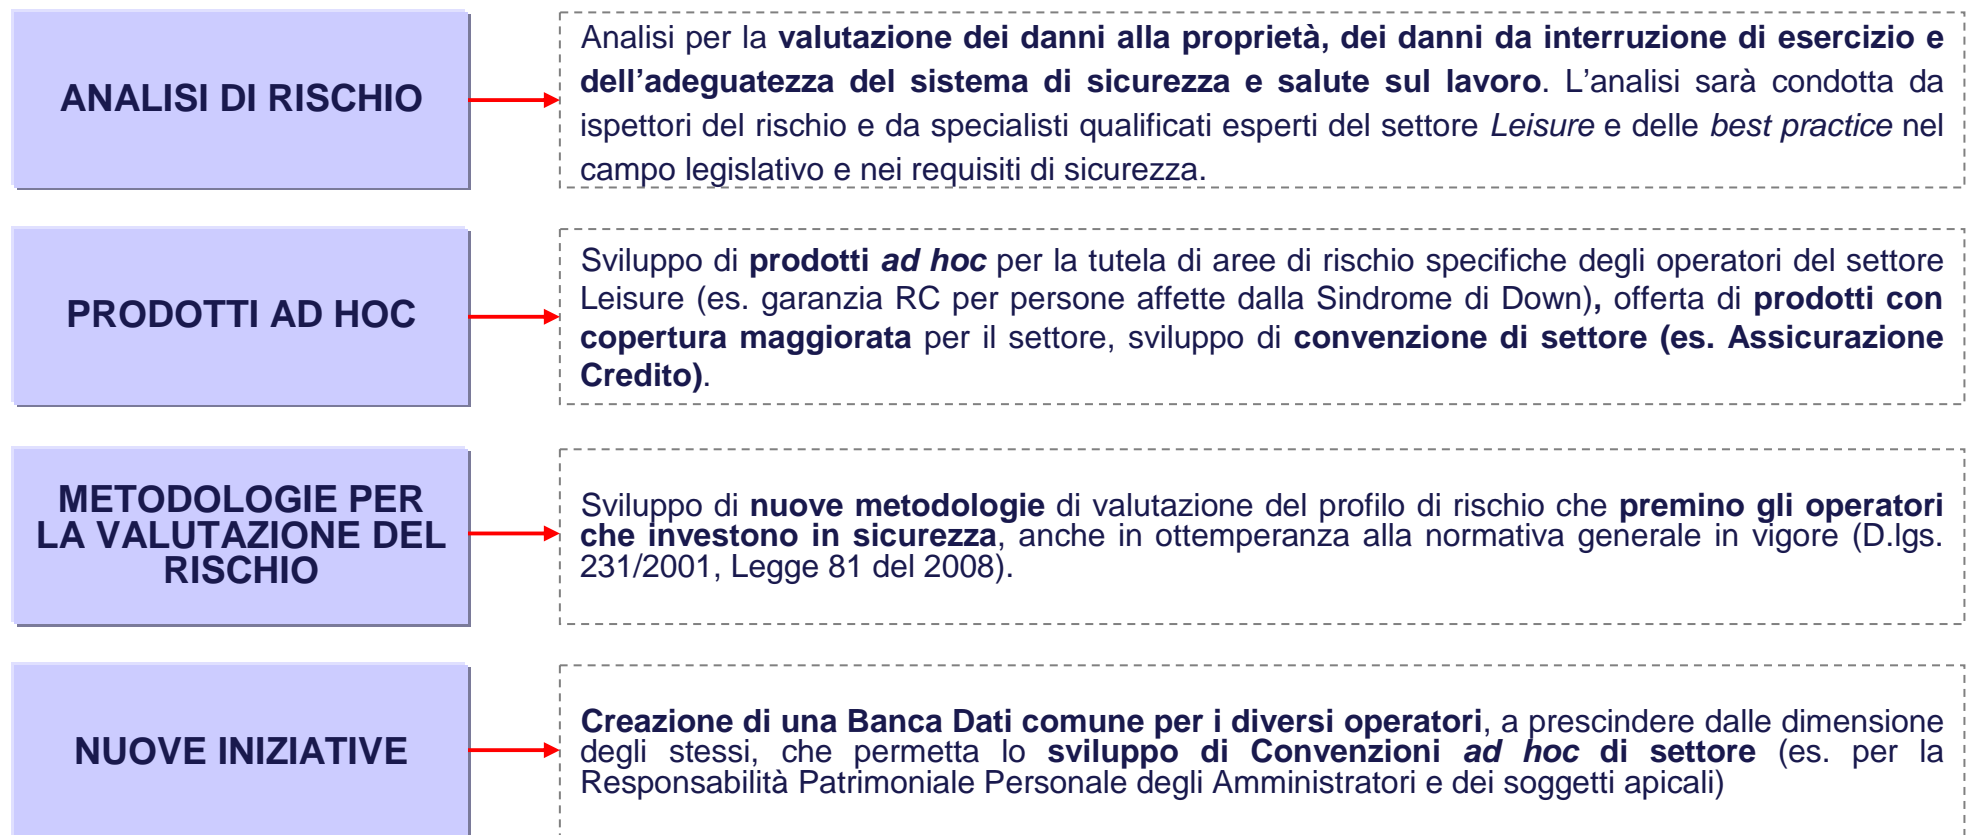 ANALISI DI RISCHIO
Analisi per la valutazione dei danni alla proprietà, dei danni da interruzione di esercizio e
dell’adeguatezza del sistema di sicurezza e salute sul lavoro. L’analisi sarà condotta da
ispettori del rischio e da specialisti qualificati esperti del settore Leisure e delle best practice nel
campo legislativo e nei requisiti di sicurezza.
PRODOTTI AD HOC
Sviluppo di prodotti ad hoc per la tutela di aree di rischio specifiche degli operatori del settore
Leisure (es. garanzia RC per persone affette dalla Sindrome di Down), offerta di prodotti con
copertura maggiorata per il settore, sviluppo di convenzione di settore (es. Assicurazione
Credito).
METODOLOGIE PER
LA VALUTAZIONE DEL
RISCHIO
Sviluppo di nuove metodologie di valutazione del profilo di rischio che premino gli operatori
che investono in sicurezza, anche in ottemperanza alla normativa generale in vigore (D.lgs.
231/2001, Legge 81 del 2008).
NUOVE INIZIATIVE
Creazione di una Banca Dati comune per i diversi operatori, a prescindere dalle dimensione
degli stessi, che permetta lo sviluppo di Convenzioni ad hoc di settore (es. per la
Responsabilità Patrimoniale Personale degli Amministratori e dei soggetti apicali)